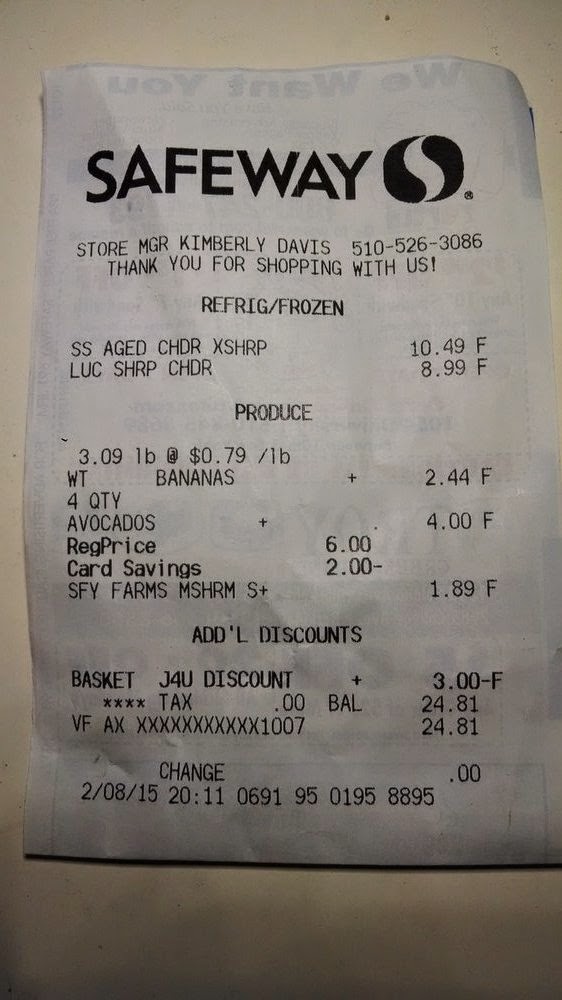 We Want You
SAFEWAY
STORE MGR KIMBERLY DAVIS 510-526-3086
THANK YOU FOR SHOPPING WITH US!
REFRIG/FROZEN
SS AGED CHDR XSHRP 10.49 F
LUC SHRP CHDR 8.99 F
PRODUCE
3.09 lb @ $0.79 /lb
WT BANANAS + 2.44 F
4 QTY
AVOCADOS + 4.00 F
RegPrice 6.00
Card Savings 2.00-
SFY FARMS MSHRM S+ 1.89 F
ADD'L DISCOUNTS
BASKET J4U DISCOUNT + 3.00-F
**** TAX .00 BAL 24.81
VF AX XXXXXXXXXXX1007 24.81
CHANGE .00
2/08/15 20:11 0691 95 0195 8895